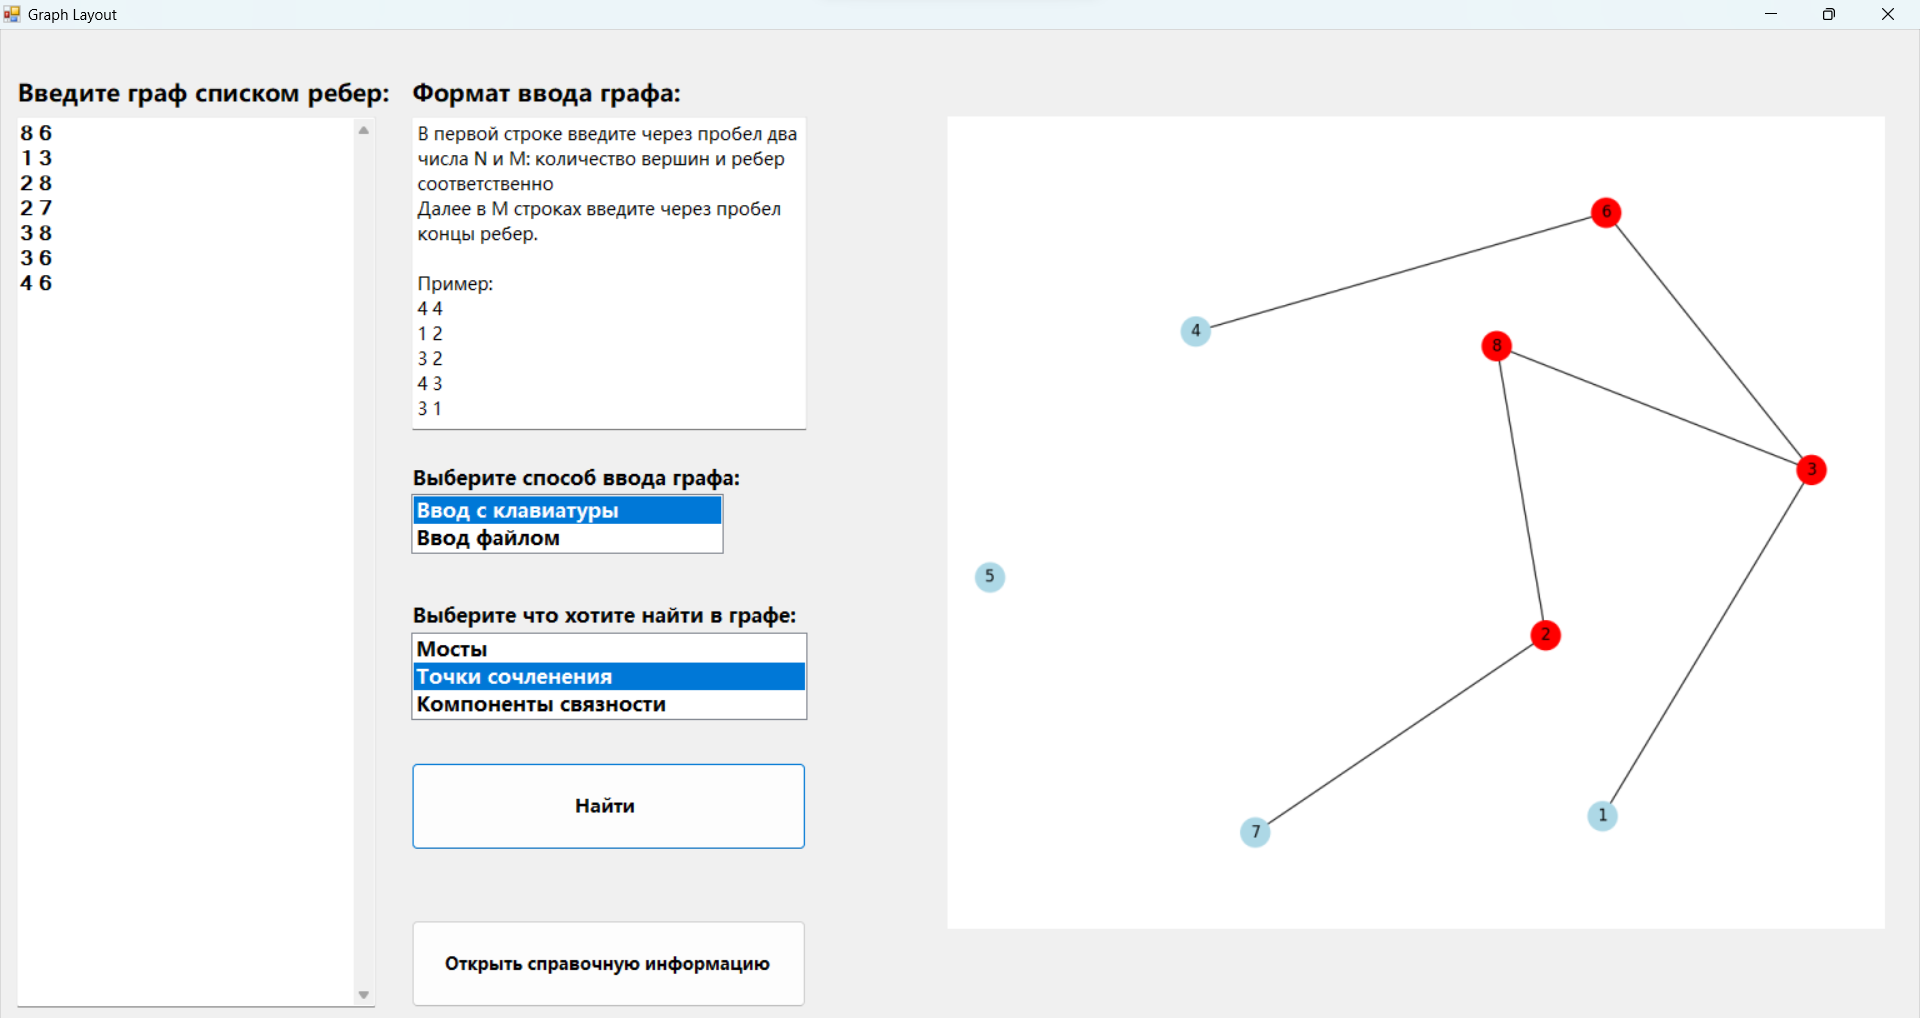 Graph Layout
Введите граф списком ребер:
8 6
1 3
2 8
2 7
3 8
3 6
4 6
Формат ввода графа:
В первой строке введите через пробел два
числа N и M: количество вершин и ребер
соответственно
Далее в M строках введите через пробел
концы ребер.
Пример:
4 4
1 2
3 2
4 3
3 1
Выберите способ ввода графа:
Ввод с клавиатуры
Ввод файлом
Выберите что хотите найти в графе:
Мосты
Точки сочленения
Компоненты связности
Найти
Открыть справочную информацию
6
4
8
3
5
2
1
7